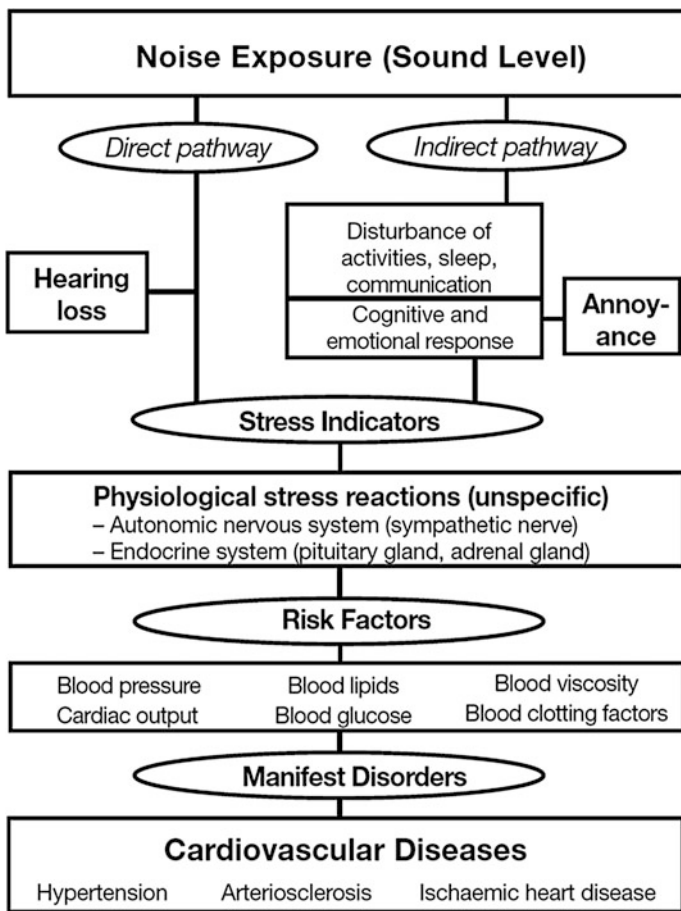 Noise Exposure (Sound Level)
Direct pathway
Indirect pathway
Disturbance of
activities, sleep,
communication
Hearing
loss
Cognitive and
emotional response
Annoy-
ance
Stress Indicators
Physiological stress reactions (unspecific)
– Autonomic nervous system (sympathetic nerve)
– Endocrine system (pituitary gland, adrenal gland)
Risk Factors
Blood pressure Blood lipids Blood viscosity
Cardiac output Blood glucose Blood clotting factors
Manifest Disorders
Cardiovascular Diseases
Hypertension Arteriosclerosis Ischaemic heart disease